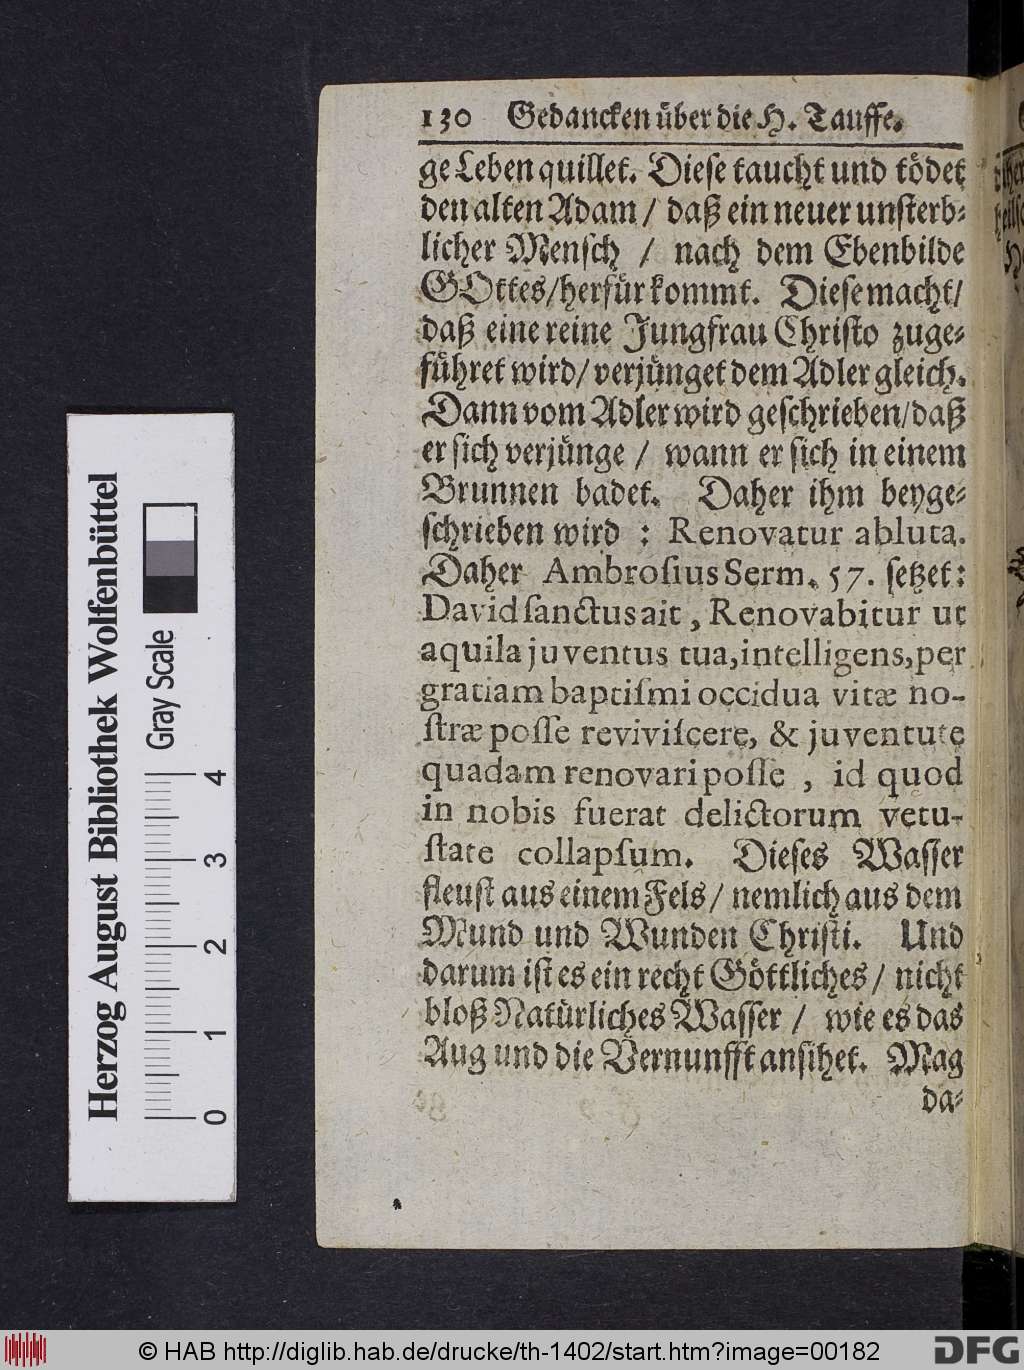 130 Gedancken über die H. Tauffe.
ge Leben quillet. Diese taucht und tödet
den alten Adam / daß ein neuer unsterb-
licher Mensch / nach dem Ebenbilde
GOttes/herfür kommt. Diese macht/
daß eine reine Jungfrau Christo zuge-
führet wird/ verjünget dem Adler gleich.
Dann vom Adler wird geschrieben/daß
er sich verjünge / wann er sich in einem
Brunnen badet. Daher ihm beyge-
schrieben wird : Renovatur abluta.
Daher Ambrosius Serm. 57. setzet:
David sanctus ait, Renovabitur ut
aquila juventus tua, intelligens, per
gratiam baptismi occidua vitæ no-
stræ posse reviviscere, & juventute
quadam renovari posse , id quod
in nobis fuerat delictorum vetu-
state collapsum. Dieses Wasser
fleust aus einem Fels / nemlich aus dem
Mund und Wunden Christi. Und
darum ist es ein recht Göttliches / nicht
bloß Natürliches Wasser / wie es das
Aug und die Vernunfft ansihet. Mag
da-
Herzog August Bibliothek Wolfenbüttel
Gray Scale
0 1 2 3 4
© HAB http://diglib.hab.de/drucke/th-1402/start.htm?image=00182
DFG